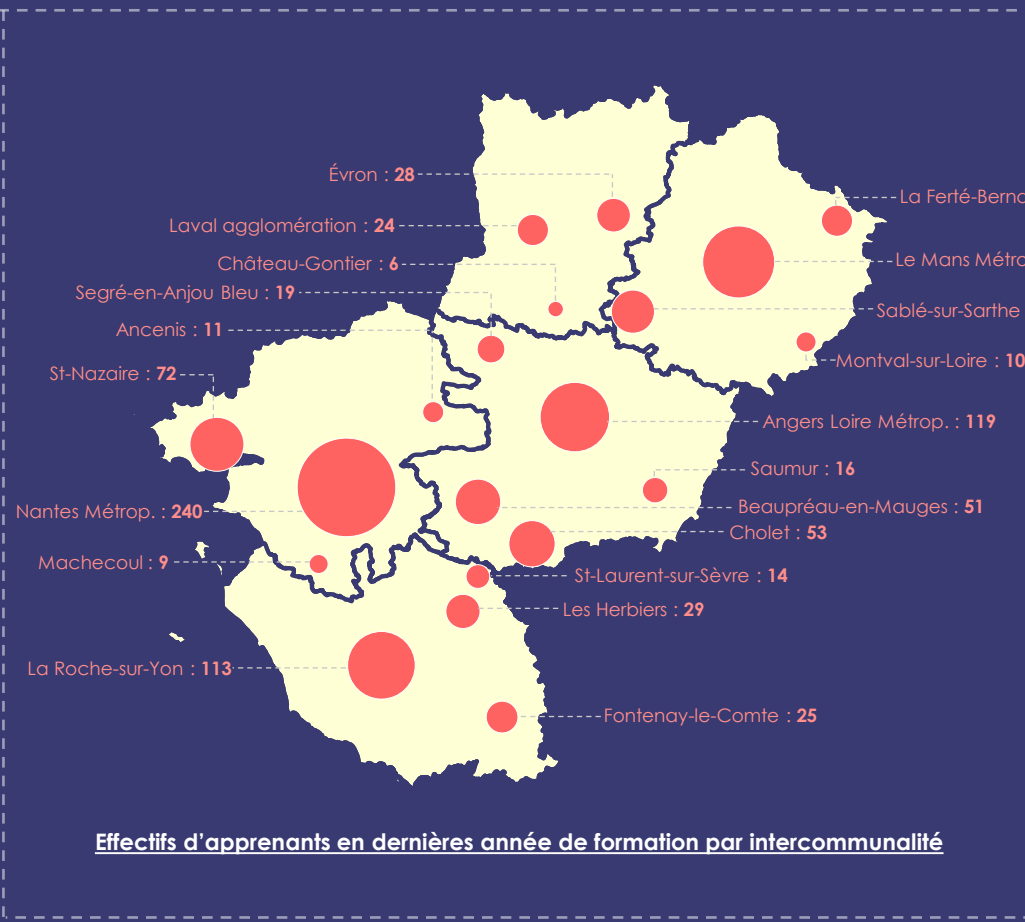 Évron : 28
La Ferté-Berna
Laval agglomération : 24
Le Mans Métro
Château-Gontier : 6
Segré-en-Anjou Bleu : 19
Sablé-sur-Sarthe
Ancenis : 11
Montval-sur-Loire : 10
St-Nazaire : 72
Angers Loire Métrop. : 119
Saumur : 16
Nantes Métrop. : 240
Beaupréau-en-Mauges : 51
Cholet : 53
Machecoul : 9
St-Laurent-sur-Sèvre : 14
Les Herbiers : 29
La Roche-sur-Yon : 113
Fontenay-le-Comte : 25
Effectifs d'apprenants en dernières année de formation par intercommunalité